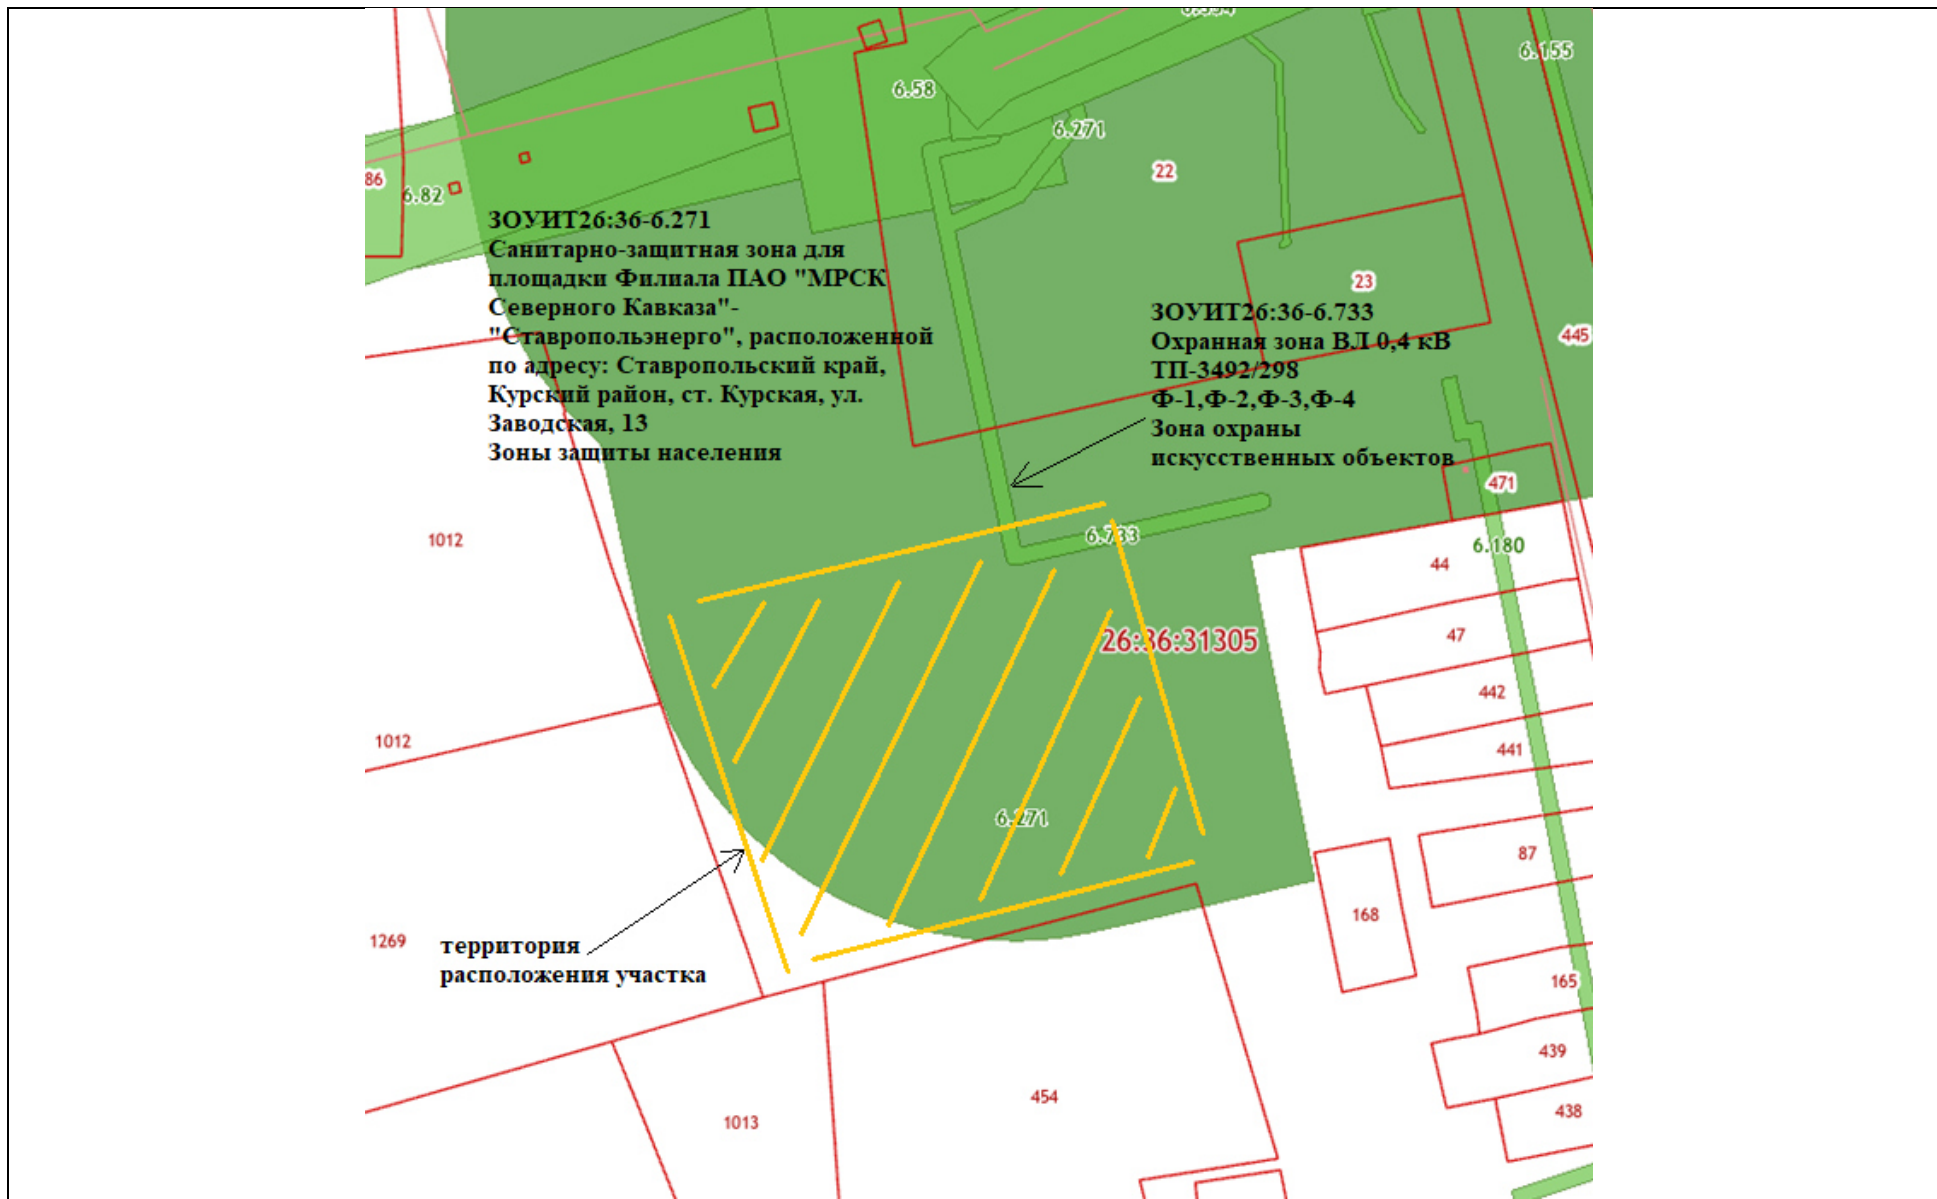 6.334
6.155
6.58
6.271
22
86
6.82
ЗОУИТ26:36-6.271
Санитарно-защитная зона для
площадки Филиала ПАО "МРСК
Северного Кавказа"-
"Ставропольэнерго", расположенной
по адресу: Ставропольский край,
Курский район, ст. Курская, ул.
Заводская, 13
Зоны защиты населения
23
ЗОУИТ26:36-6.733
Охранная зона ВЛ 0,4 кВ
ТП-3492/298
Ф-1,Ф-2,Ф-3,Ф-4
Зона охраны
искусственных объектов
445
471
1012
6.733
6.180
44
26:36:31305
47
442
1012
441
6.271
87
168
1269
территория
расположения участка
165
439
454
438
1013